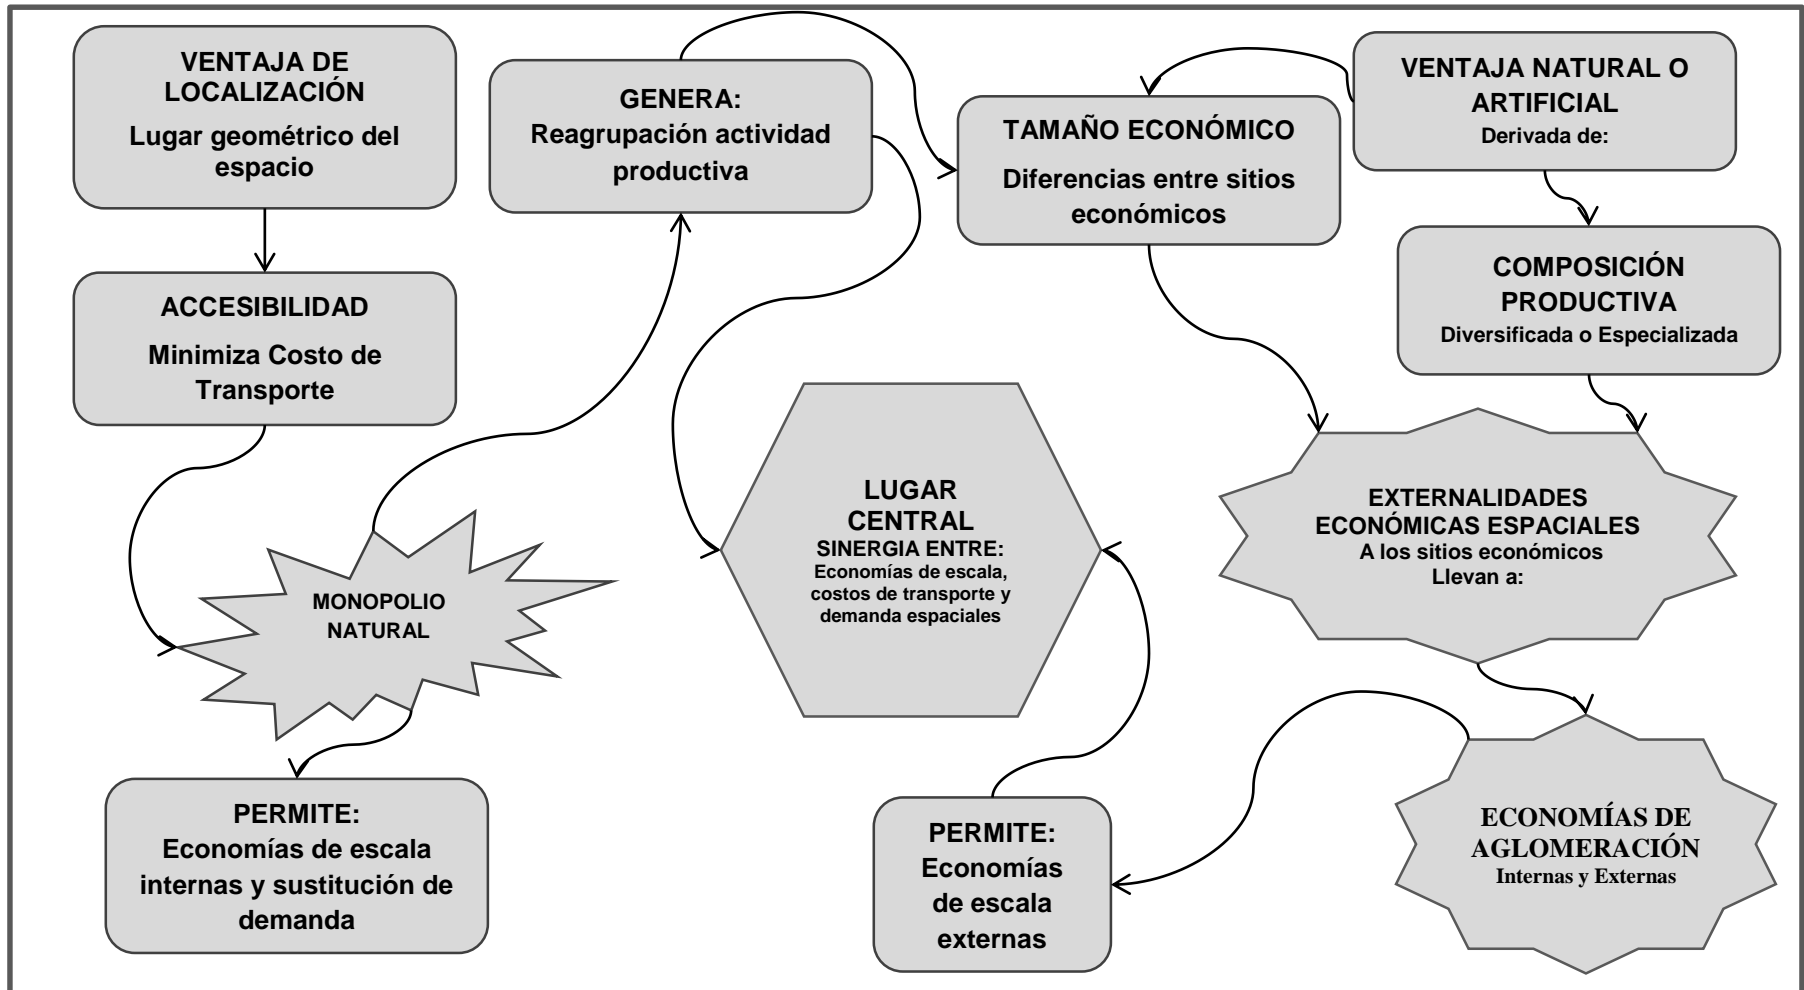 VENTAJA DE
LOCALIZACIÓN
Lugar geométrico del
espacio
GENERA:
Reagrupación actividad
productiva
TAMAÑO ECONÓMICO
Diferencias entre sitios
económicos
VENTAJA NATURAL O
ARTIFICIAL
Derivada de:
ACCESIBILIDAD
Minimiza Costo de
Transporte
COMPOSICIÓN
PRODUCTIVA
Diversificada o Especializada
MONOPOLIO
NATURAL
LUGAR
CENTRAL
SINERGIA ENTRE:
Economías de escala,
costos de transporte y
demanda espaciales
EXTERNALIDADES
ECONÓMICAS ESPACIALES
A los sitios económicos
Llevan a:
PERMITE:
Economías de escala
internas y sustitución de
demanda
PERMITE:
Economías
de escala
externas
ECONOMÍAS DE
AGLOMERACIÓN
Internas y Externas